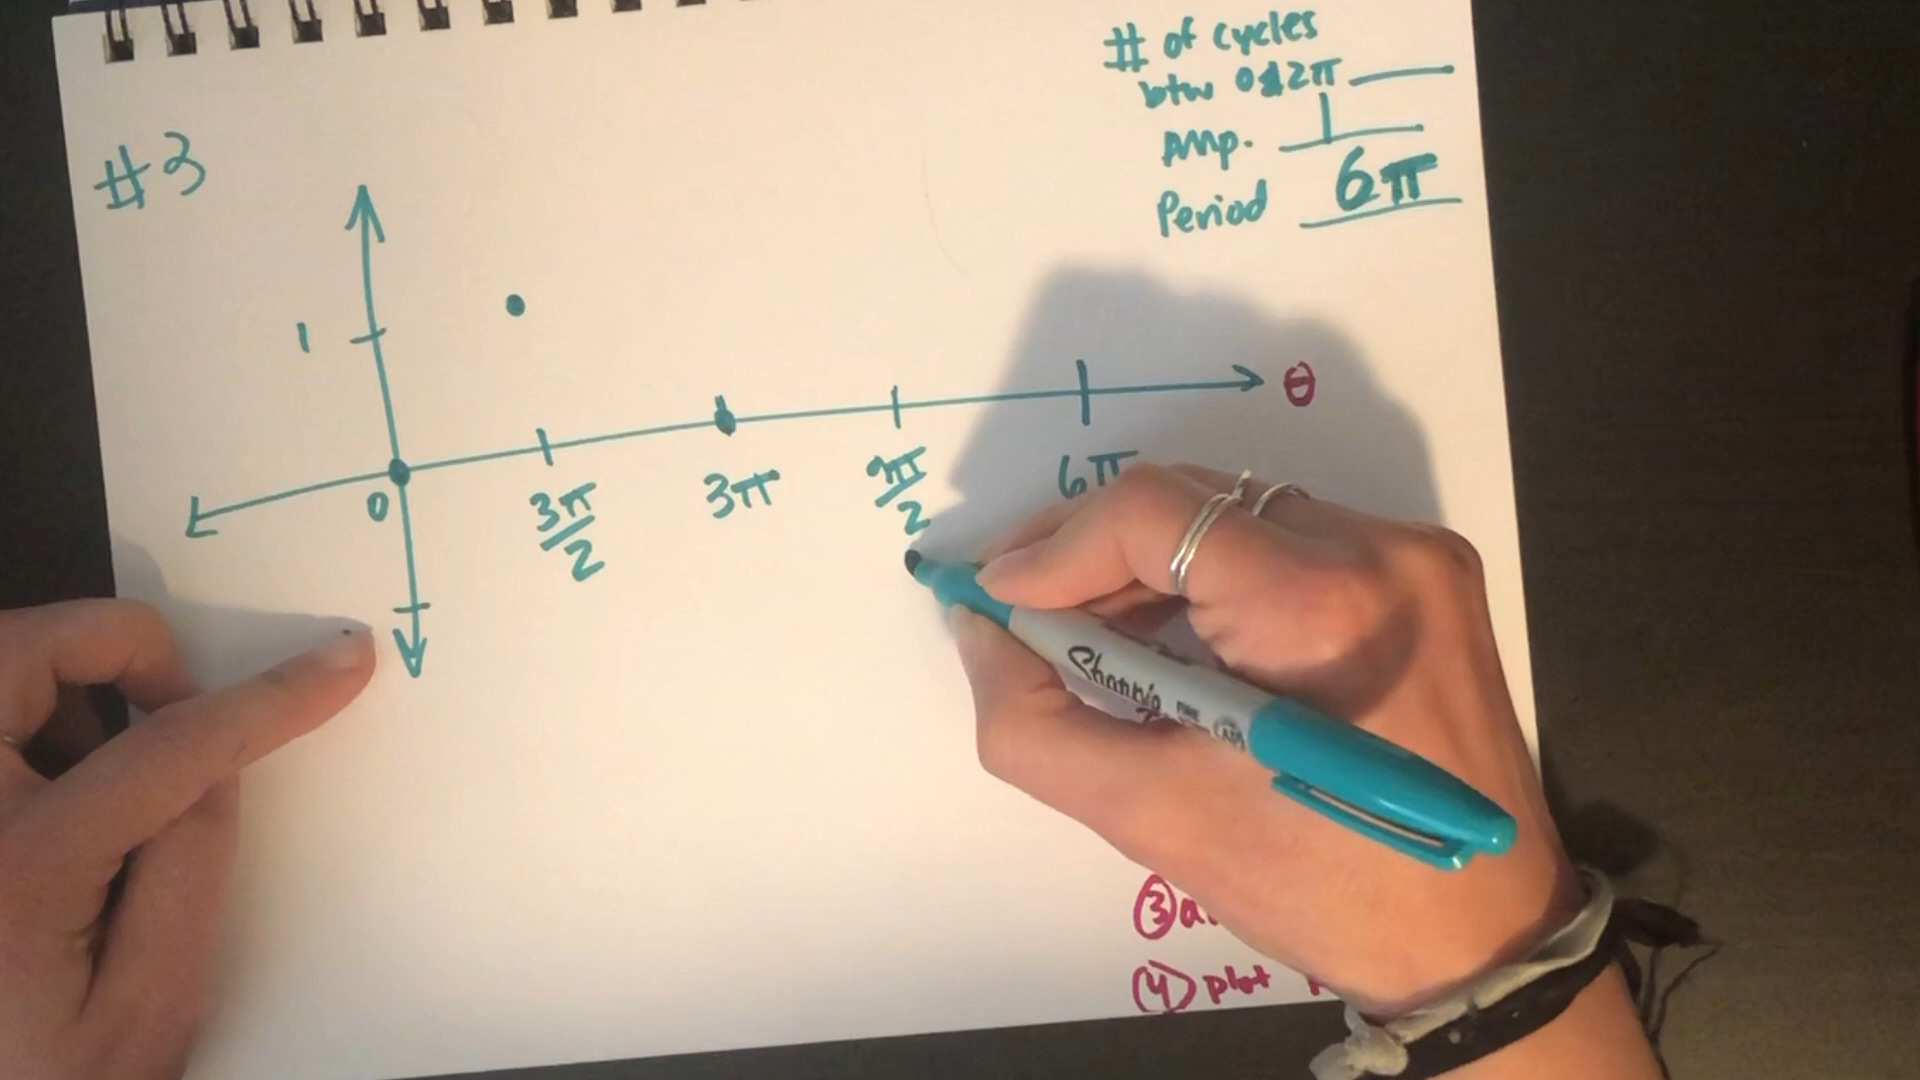 # of cycles
btw 0&2π
Amp. 1
Period 6π
#3
1
θ
0
3π/2
3π
9π/2
6π
Sharpie
③
④ plot